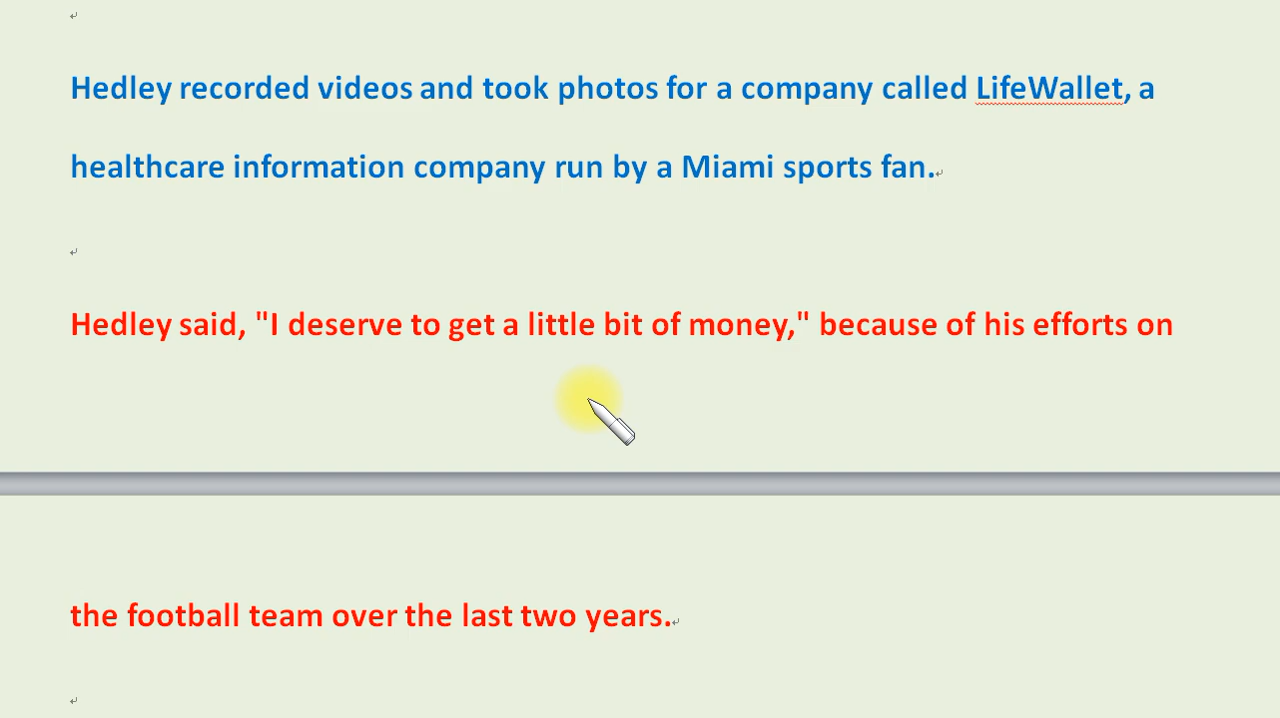 Hedley recorded videos and took photos for a company called LifeWallet, a
healthcare information company run by a Miami sports fan.
Hedley said, "I deserve to get a little bit of money," because of his efforts on
the football team over the last two years.